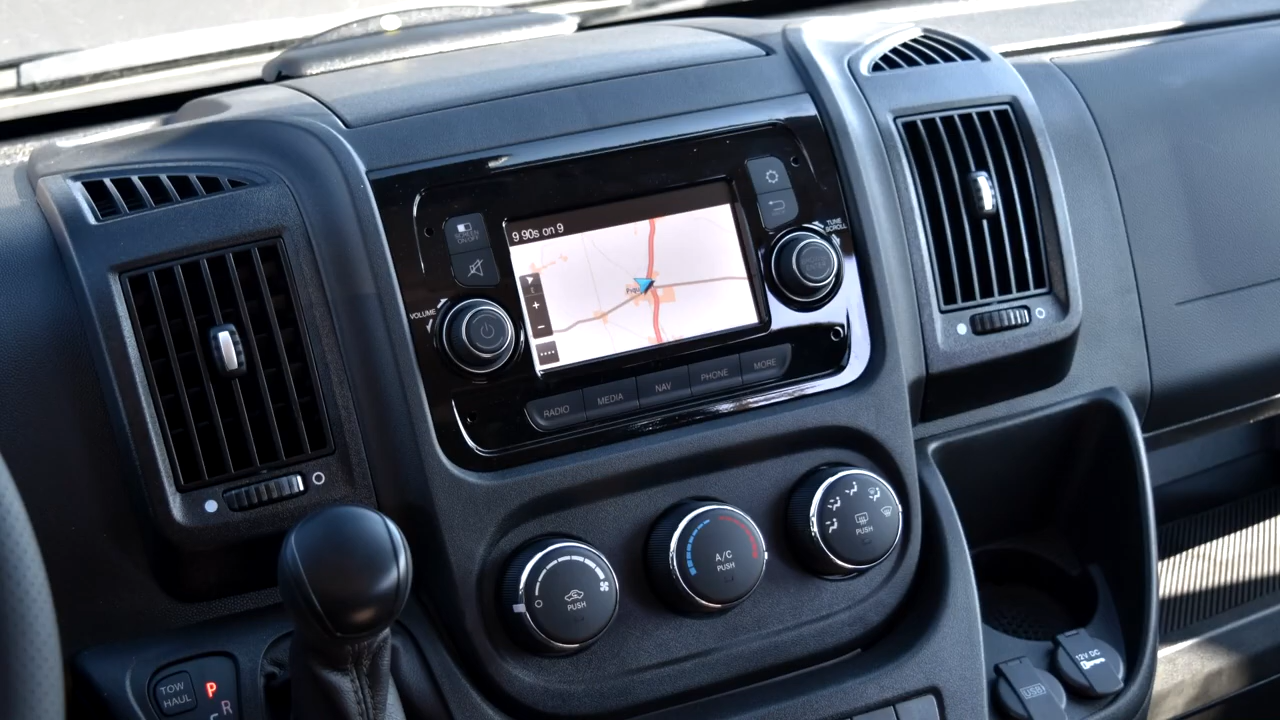 SCREEN
ON/OFF
9 90s on 9
TUNE
SCROLL
VOLUME
RADIO
MEDIA
NAV
PHONE
MORE
PUSH
A/C
PUSH
PUSH
TOW
HAUL
P
R
12V DC
USB